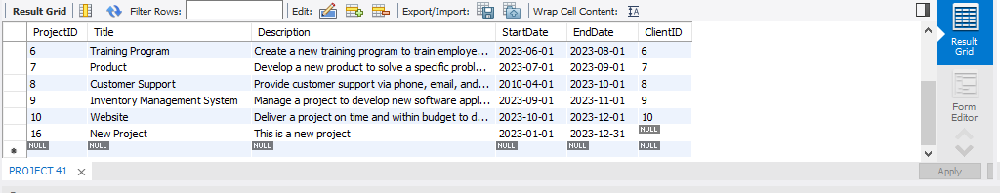 Result Grid Filter Rows: Edit: Export/Import: Wrap Cell Content: IA
ProjectID Title Description StartDate EndDate ClientID
6 Training Program Create a new training program to train employe... 2023-06-01 2023-08-01 6
7 Product Develop a new product to solve a specific probl... 2023-07-01 2023-09-01 7
8 Customer Support Provide customer support via phone, email, and... 2010-04-01 2023-10-01 8
9 Inventory Management System Manage a project to develop new software appl... 2023-09-01 2023-11-01 9
10 Website Deliver a project on time and within budget to d... 2023-10-01 2023-12-01 10
16 New Project This is a new project 2023-01-01 2023-12-31 NULL
NULL NULL NULL NULL NULL NULL
Result
Grid
Form
Editor
PROJECT 41
Apply